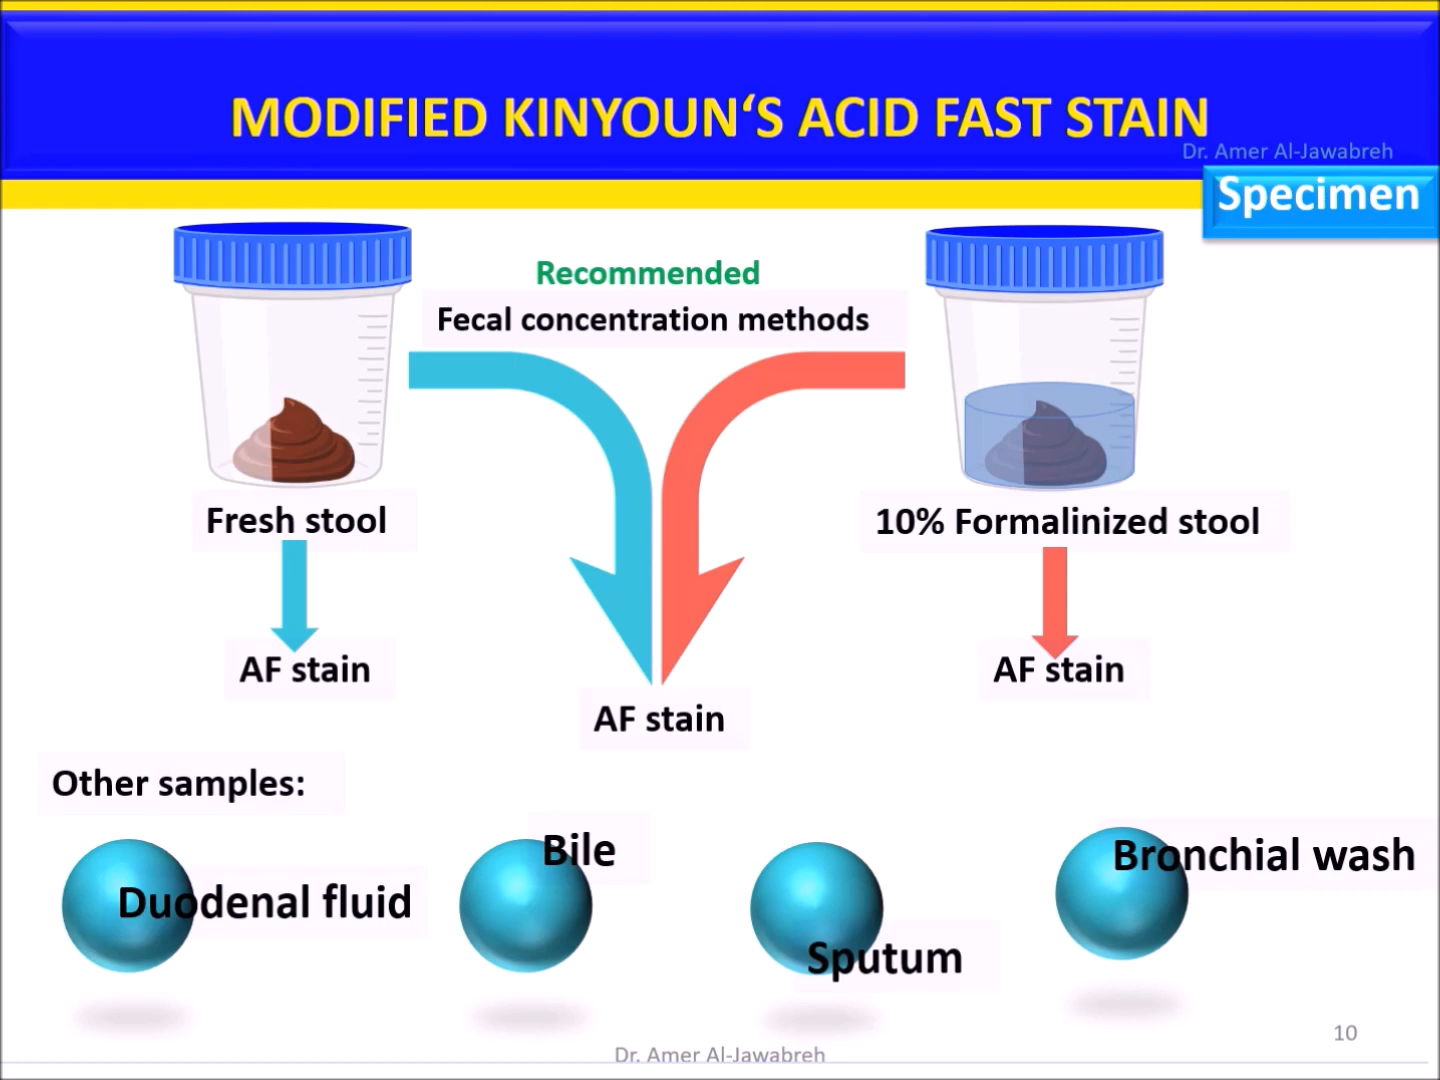 MODIFIED KINYOUN‘S ACID FAST STAIN
Dr. Amer Al-Jawabreh
Specimen
Recommended
Fecal concentration methods
Fresh stool
10% Formalinized stool
AF stain
AF stain
AF stain
Other samples:
Duodenal fluid
Bile
Sputum
Bronchial wash
10
Dr. Amer Al-Jawabreh